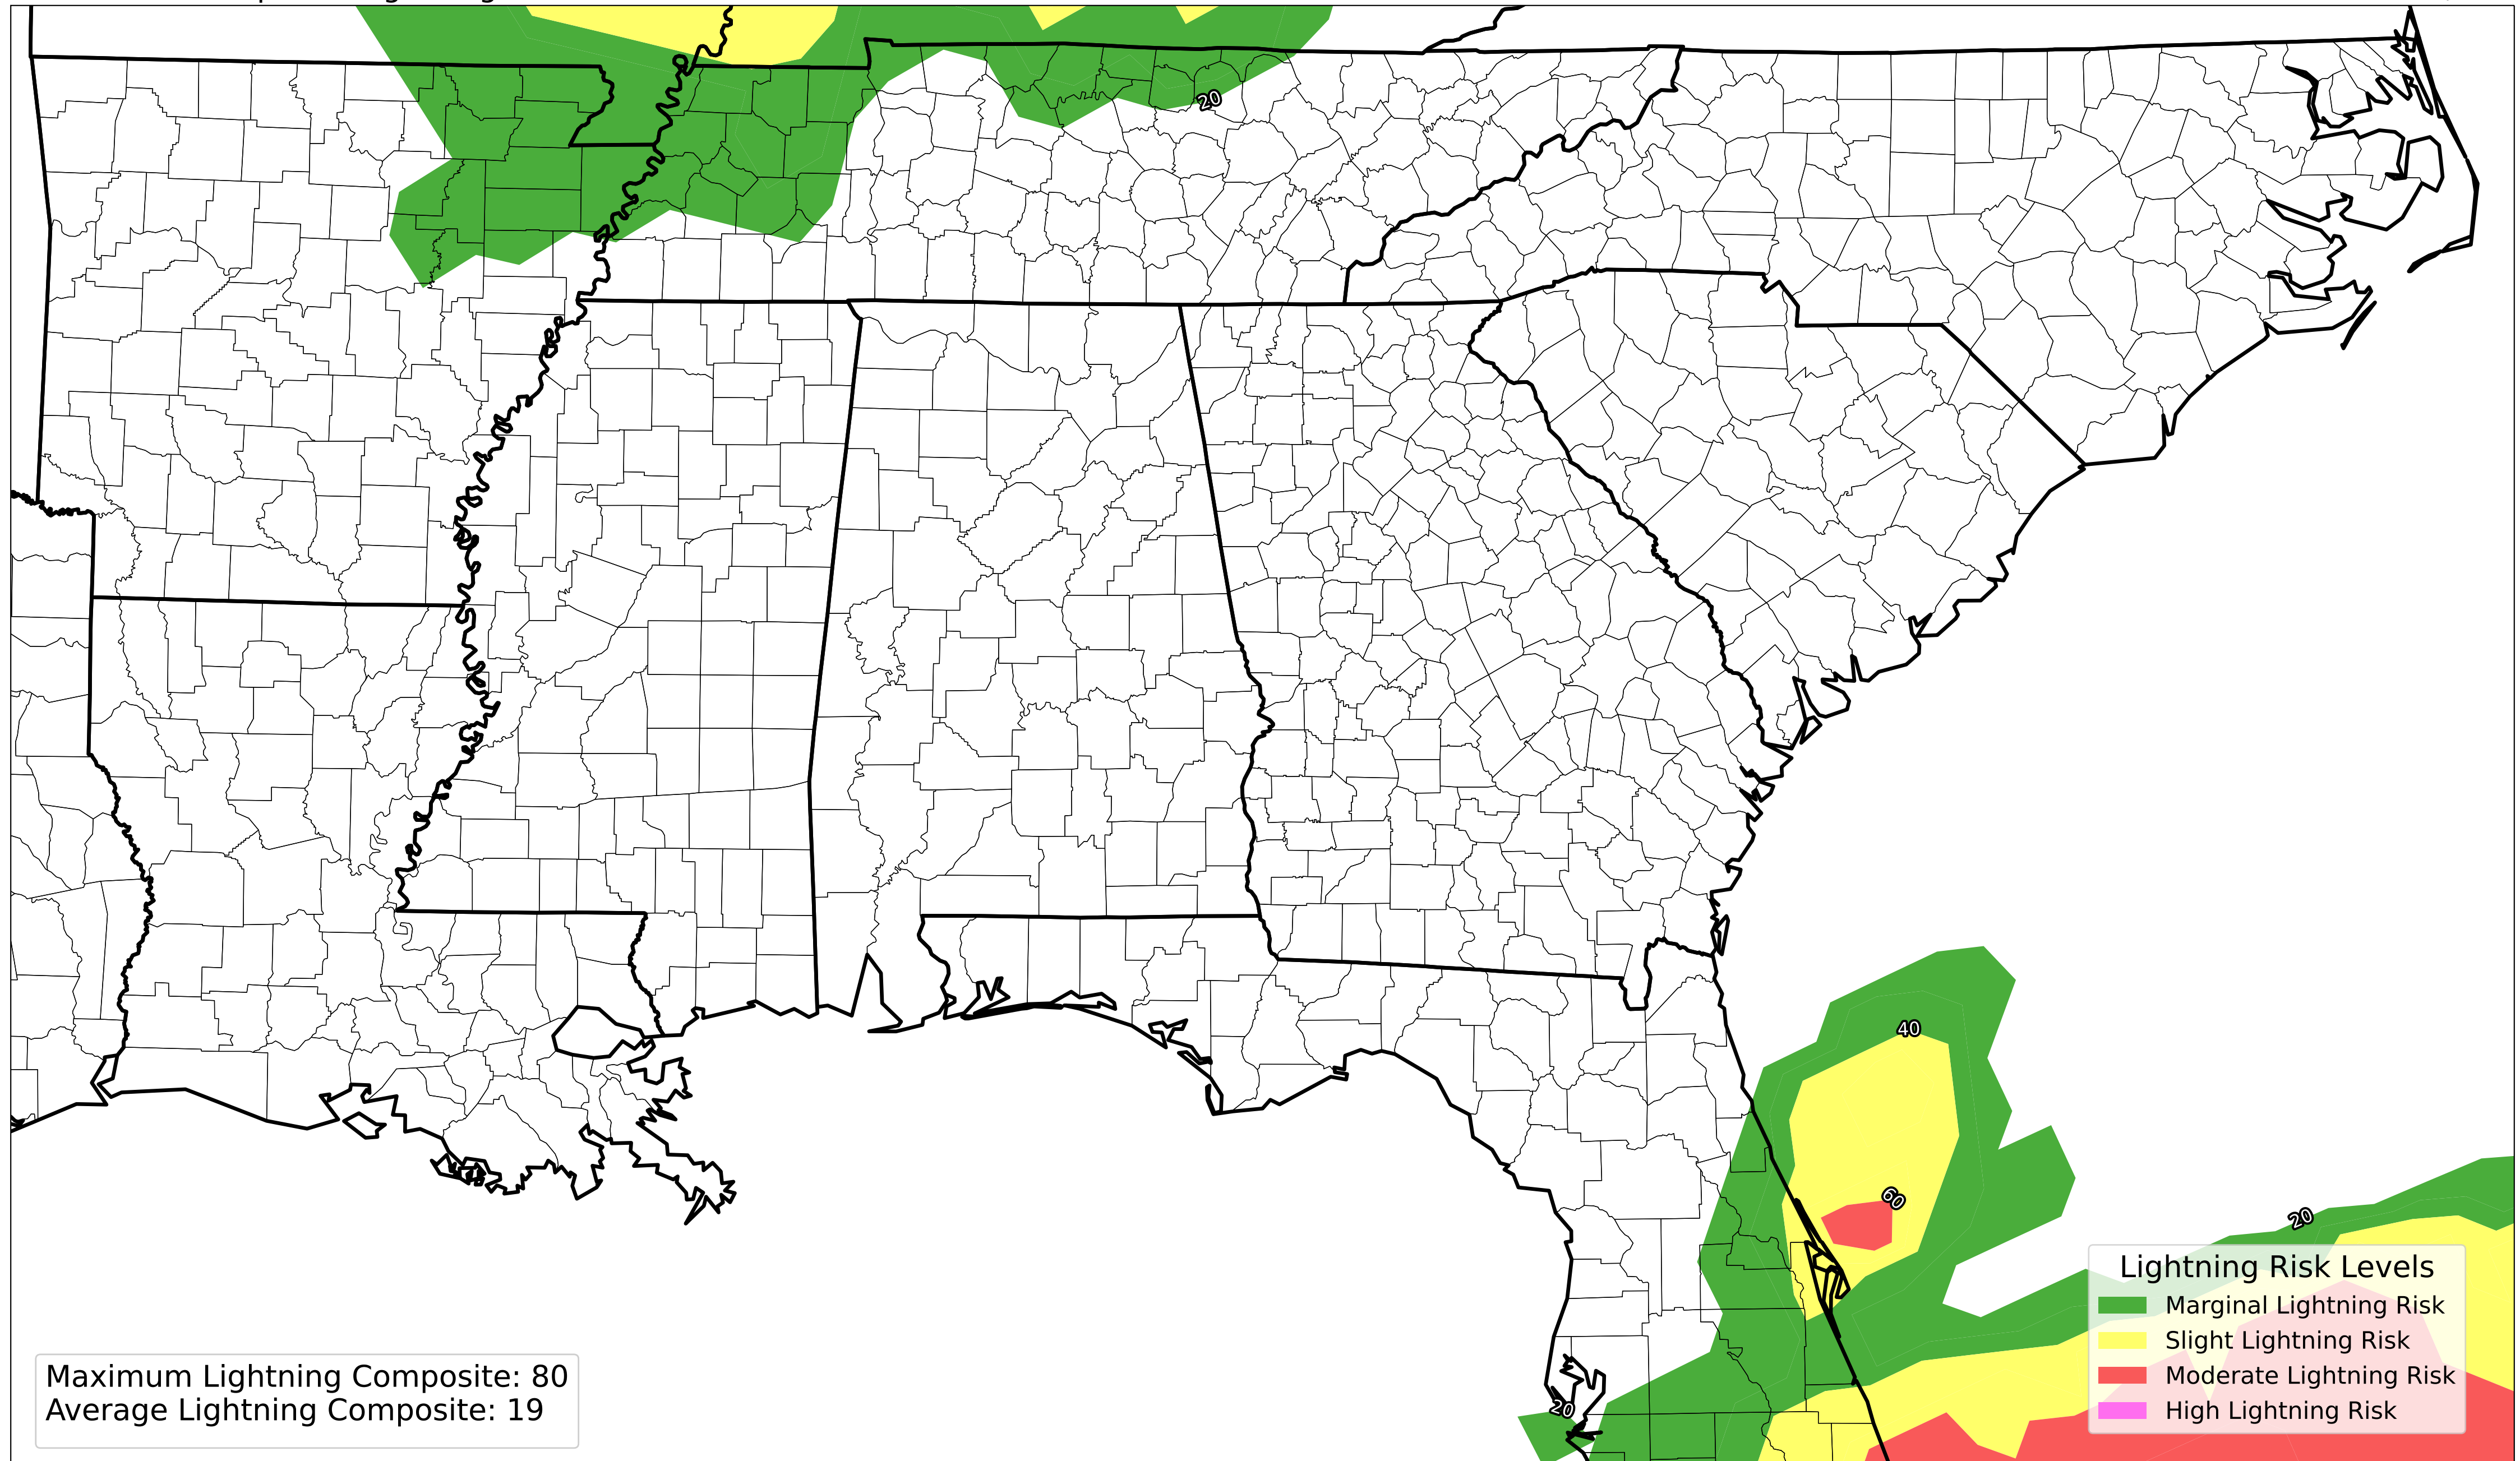 20
40
60
20
20
Lightning Risk Levels
Marginal Lightning Risk
Slight Lightning Risk
Moderate Lightning Risk
High Lightning Risk
Maximum Lightning Composite: 80
Average Lightning Composite: 19